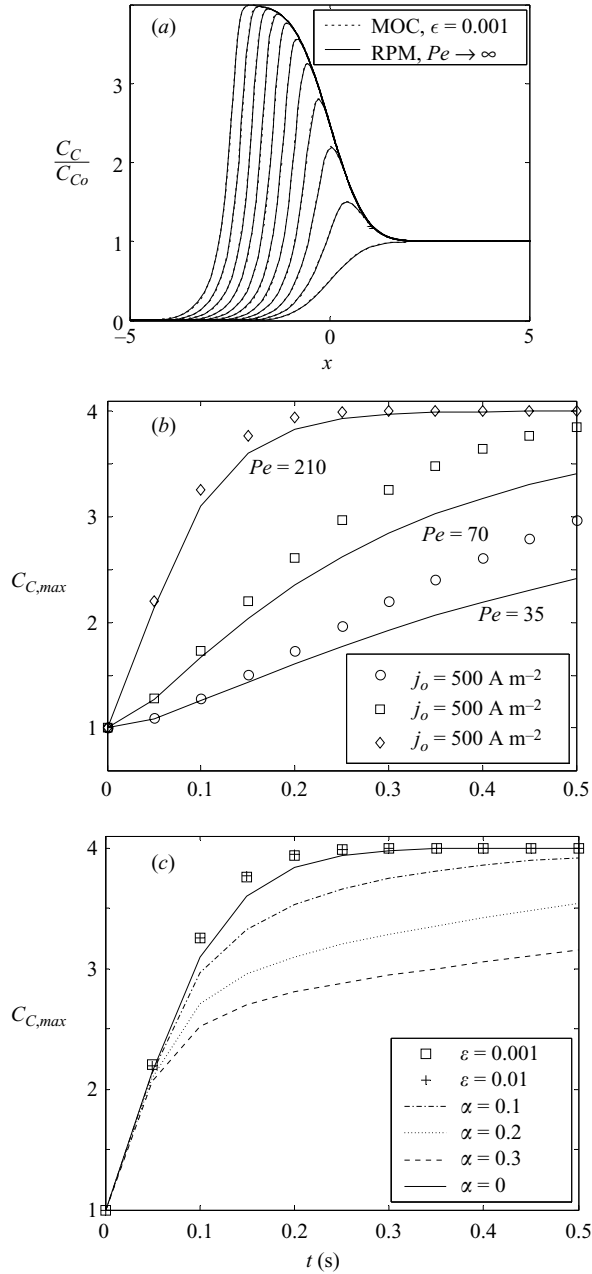 (a)
MOC, ϵ = 0.001
RPM, Pe → ∞
3
2
1
0
C_C
C_Co
−5
0
5
x
(b)
4
3
2
1
C_C,max
Pe = 210
Pe = 70
Pe = 35
j_o = 500 A m⁻²
j_o = 500 A m⁻²
j_o = 500 A m⁻²
0
0.1
0.2
0.3
0.4
0.5
(c)
4
3
2
1
C_C,max
ε = 0.001
ε = 0.01
α = 0.1
α = 0.2
α = 0.3
α = 0
0
0.1
0.2
0.3
0.4
0.5
t (s)